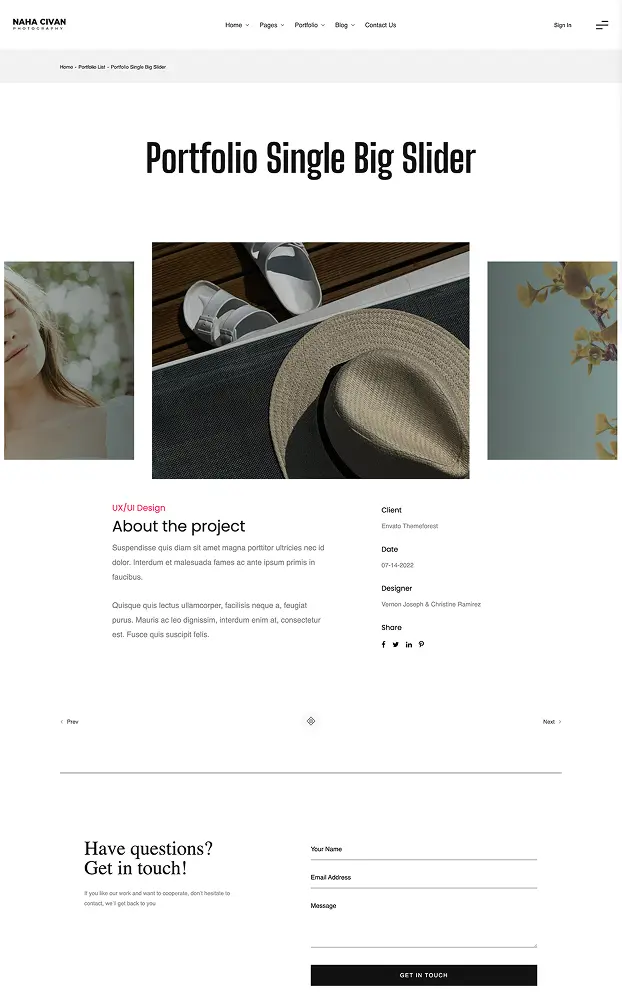 NAHA CIVAN
PHOTOGRAPHY
Home Pages Portfolio Blog Contact Us
Sign In
Home - Portfolio List - Portfolio Single Big Slider
Portfolio Single Big Slider
UX/UI Design
About the project
Suspendisse quis diam sit amet magna porttitor ultricies nec id
dolor. Interdum et malesuada fames ac ante ipsum primis in
faucibus.
Quisque quis lectus ullamcorper, facilisis neque a, feugiat
purus. Mauris ac leo dignissim, interdum enim at, consectetur
est. Fusce quis suscipit felis.
Client
Envato Themeforest
Date
07-14-2022
Designer
Vernon Joseph & Christine Ramirez
Share
Prev
Next
Have questions?
Get in touch!
If you like our work and want to cooperate, don't hesitate to
contact, we'll get back to you
Your Name
Email Address
Message
GET IN TOUCH